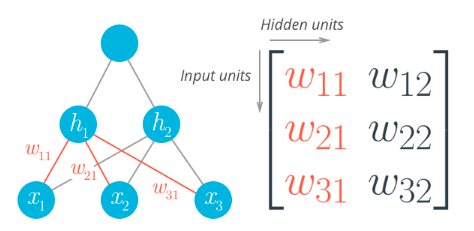 Hidden units
Input units
h₁ h₂
w₁₁ w₂₁ w₃₁
x₁ x₂ x₃
w₁₁ w₁₂
w₂₁ w₂₂
w₃₁ w₃₂